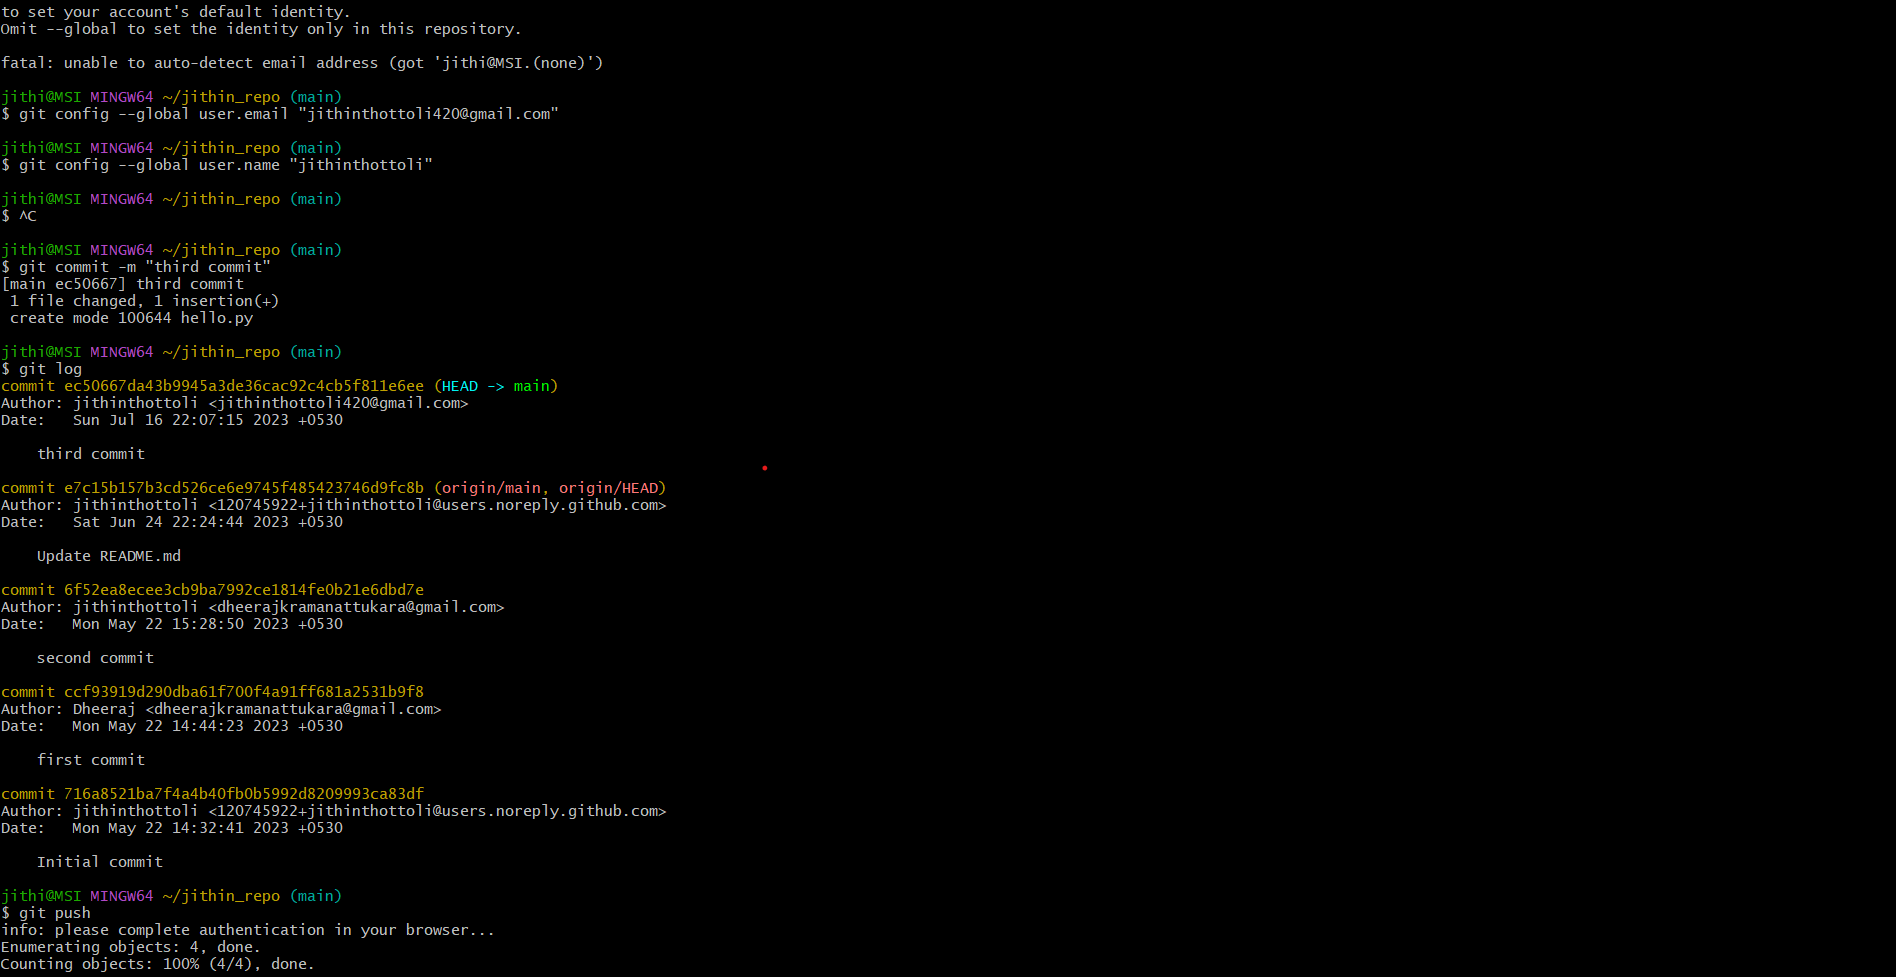 to set your account's default identity.
Omit --global to set the identity only in this repository.
fatal: unable to auto-detect email address (got 'jithi@MSI.(none)')
jithi@MSI MINGW64 ~/jithin_repo (main)
$ git config --global user.email "jithinthottoli420@gmail.com"
jithi@MSI MINGW64 ~/jithin_repo (main)
$ git config --global user.name "jithinthottoli"
jithi@MSI MINGW64 ~/jithin_repo (main)
$ ^C
jithi@MSI MINGW64 ~/jithin_repo (main)
$ git commit -m "third commit"
[main ec50667] third commit
 1 file changed, 1 insertion(+)
 create mode 100644 hello.py
jithi@MSI MINGW64 ~/jithin_repo (main)
$ git log
commit ec50667da43b9945a3de36cac92c4cb5f811e6ee (HEAD -> main)
Author: jithinthottoli <jithinthottoli420@gmail.com>
Date:   Sun Jul 16 22:07:15 2023 +0530
    third commit
commit e7c15b157b3cd526ce6e9745f485423746d9fc8b (origin/main, origin/HEAD)
Author: jithinthottoli <120745922+jithinthottoli@users.noreply.github.com>
Date:   Sat Jun 24 22:24:44 2023 +0530
    Update README.md
commit 6f52ea8ecee3cb9ba7992ce1814fe0b21e6dbd7e
Author: jithinthottoli <dheerajkramanattukara@gmail.com>
Date:   Mon May 22 15:28:50 2023 +0530
    second commit
commit ccf93919d290dba61f700f4a91ff681a2531b9f8
Author: Dheeraj <dheerajkramanattukara@gmail.com>
Date:   Mon May 22 14:44:23 2023 +0530
    first commit
commit 716a8521ba7f4a4b40fb0b5992d8209993ca83df
Author: jithinthottoli <120745922+jithinthottoli@users.noreply.github.com>
Date:   Mon May 22 14:32:41 2023 +0530
    Initial commit
jithi@MSI MINGW64 ~/jithin_repo (main)
$ git push
info: please complete authentication in your browser...
Enumerating objects: 4, done.
Counting objects: 100% (4/4), done.